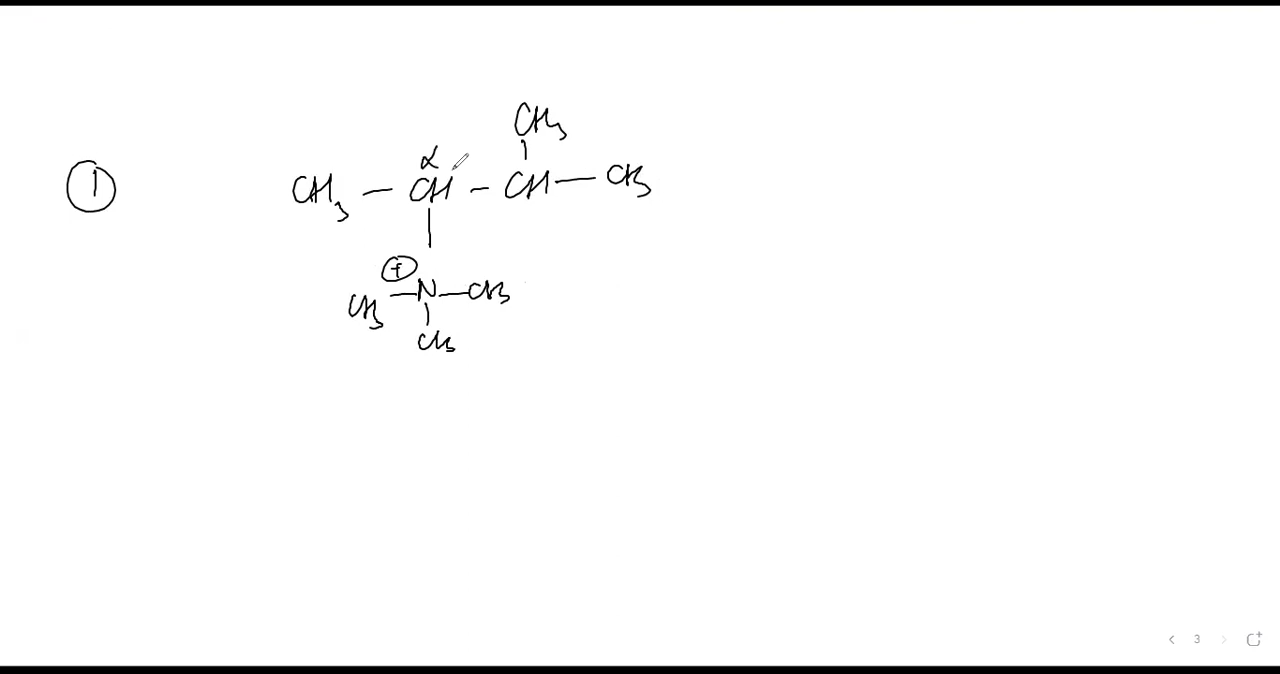 CH3
α
① CH3 – CH – CH – CH3
⊕
CH3 – N – CH3
CH3
< 3 >